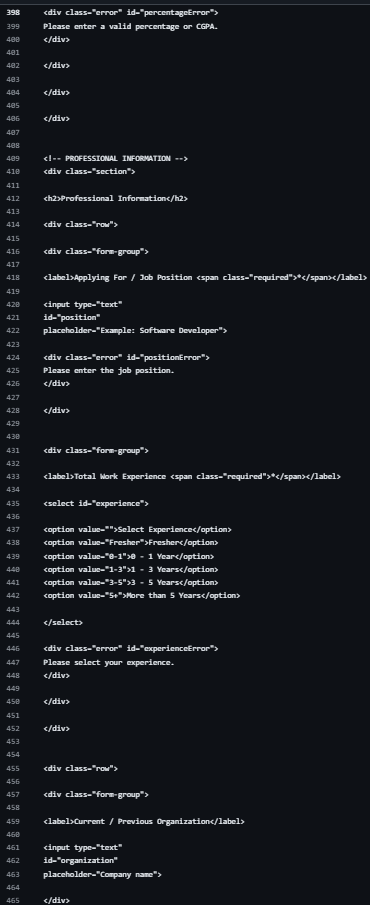 398 <div class="error" id="percentageError">
399 Please enter a valid percentage or CGPA.
400 </div>
401
402 </div>
403
404 </div>
405
406 </div>
407
408
409 <!-- PROFESSIONAL INFORMATION -->
410 <div class="section">
411
412 <h2>Professional Information</h2>
413
414 <div class="row">
415
416 <div class="form-group">
417
418 <label>Applying For / Job Position <span class="required">*</span></label>
419
420 <input type="text"
421 id="position"
422 placeholder="Example: Software Developer">
423
424 <div class="error" id="positionError">
425 Please enter the job position.
426 </div>
427
428 </div>
429
430
431 <div class="form-group">
432
433 <label>Total Work Experience <span class="required">*</span></label>
434
435 <select id="experience">
436
437 <option value="">Select Experience</option>
438 <option value="Fresher">Fresher</option>
439 <option value="0-1">0 - 1 Year</option>
440 <option value="1-3">1 - 3 Years</option>
441 <option value="3-5">3 - 5 Years</option>
442 <option value="5+">More than 5 Years</option>
443
444 </select>
445
446 <div class="error" id="experienceError">
447 Please select your experience.
448 </div>
449
450 </div>
451
452 </div>
453
454
455 <div class="row">
456
457 <div class="form-group">
458
459 <label>Current / Previous Organization</label>
460
461 <input type="text"
462 id="organization"
463 placeholder="Company name">
464
465 </div>